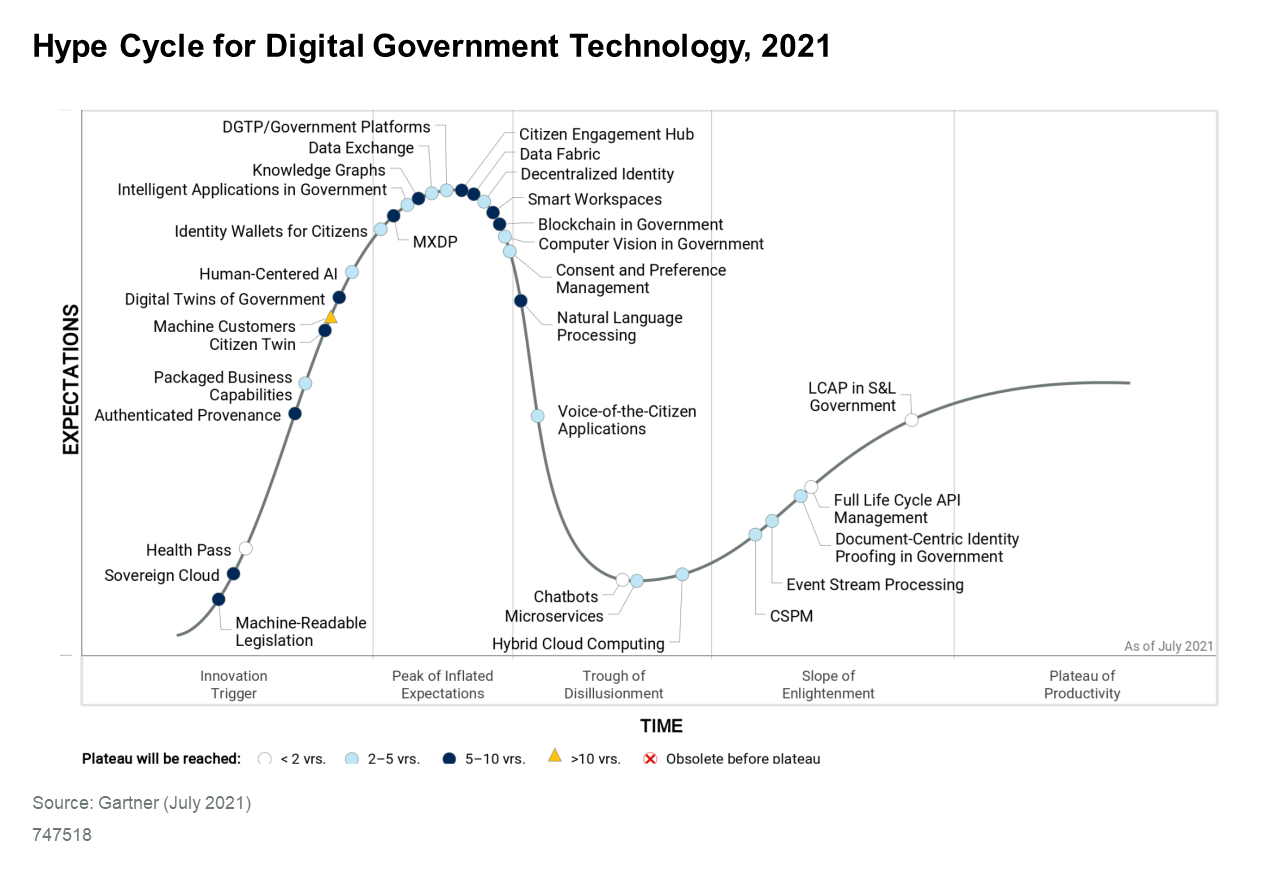 Hype Cycle for Digital Government Technology, 2021
DGTP/Government Platforms
Data Exchange
Knowledge Graphs
Intelligent Applications in Government
Identity Wallets for Citizens
MXDP
Human-Centered AI
Digital Twins of Government
Machine Customers
Citizen Twin
Packaged Business
Capabilities
Authenticated Provenance
Health Pass
Sovereign Cloud
Machine-Readable
Legislation
Citizen Engagement Hub
Data Fabric
Decentralized Identity
Smart Workspaces
Blockchain in Government
Computer Vision in Government
Consent and Preference
Management
Natural Language
Processing
Voice-of-the-Citizen
Applications
Chatbots
Microservices
Hybrid Cloud Computing
LCAP in S&L
Government
Full Life Cycle API
Management
Document-Centric Identity
Proofing in Government
Event Stream Processing
CSPM
EXPECTATIONS
As of July 2021
Innovation
Trigger
Peak of Inflated
Expectations
Trough of
Disillusionment
Slope of
Enlightenment
Plateau of
Productivity
TIME
Plateau will be reached: < 2 yrs. 2–5 yrs. 5–10 yrs. >10 yrs. Obsolete before plateau
Source: Gartner (July 2021)
747518